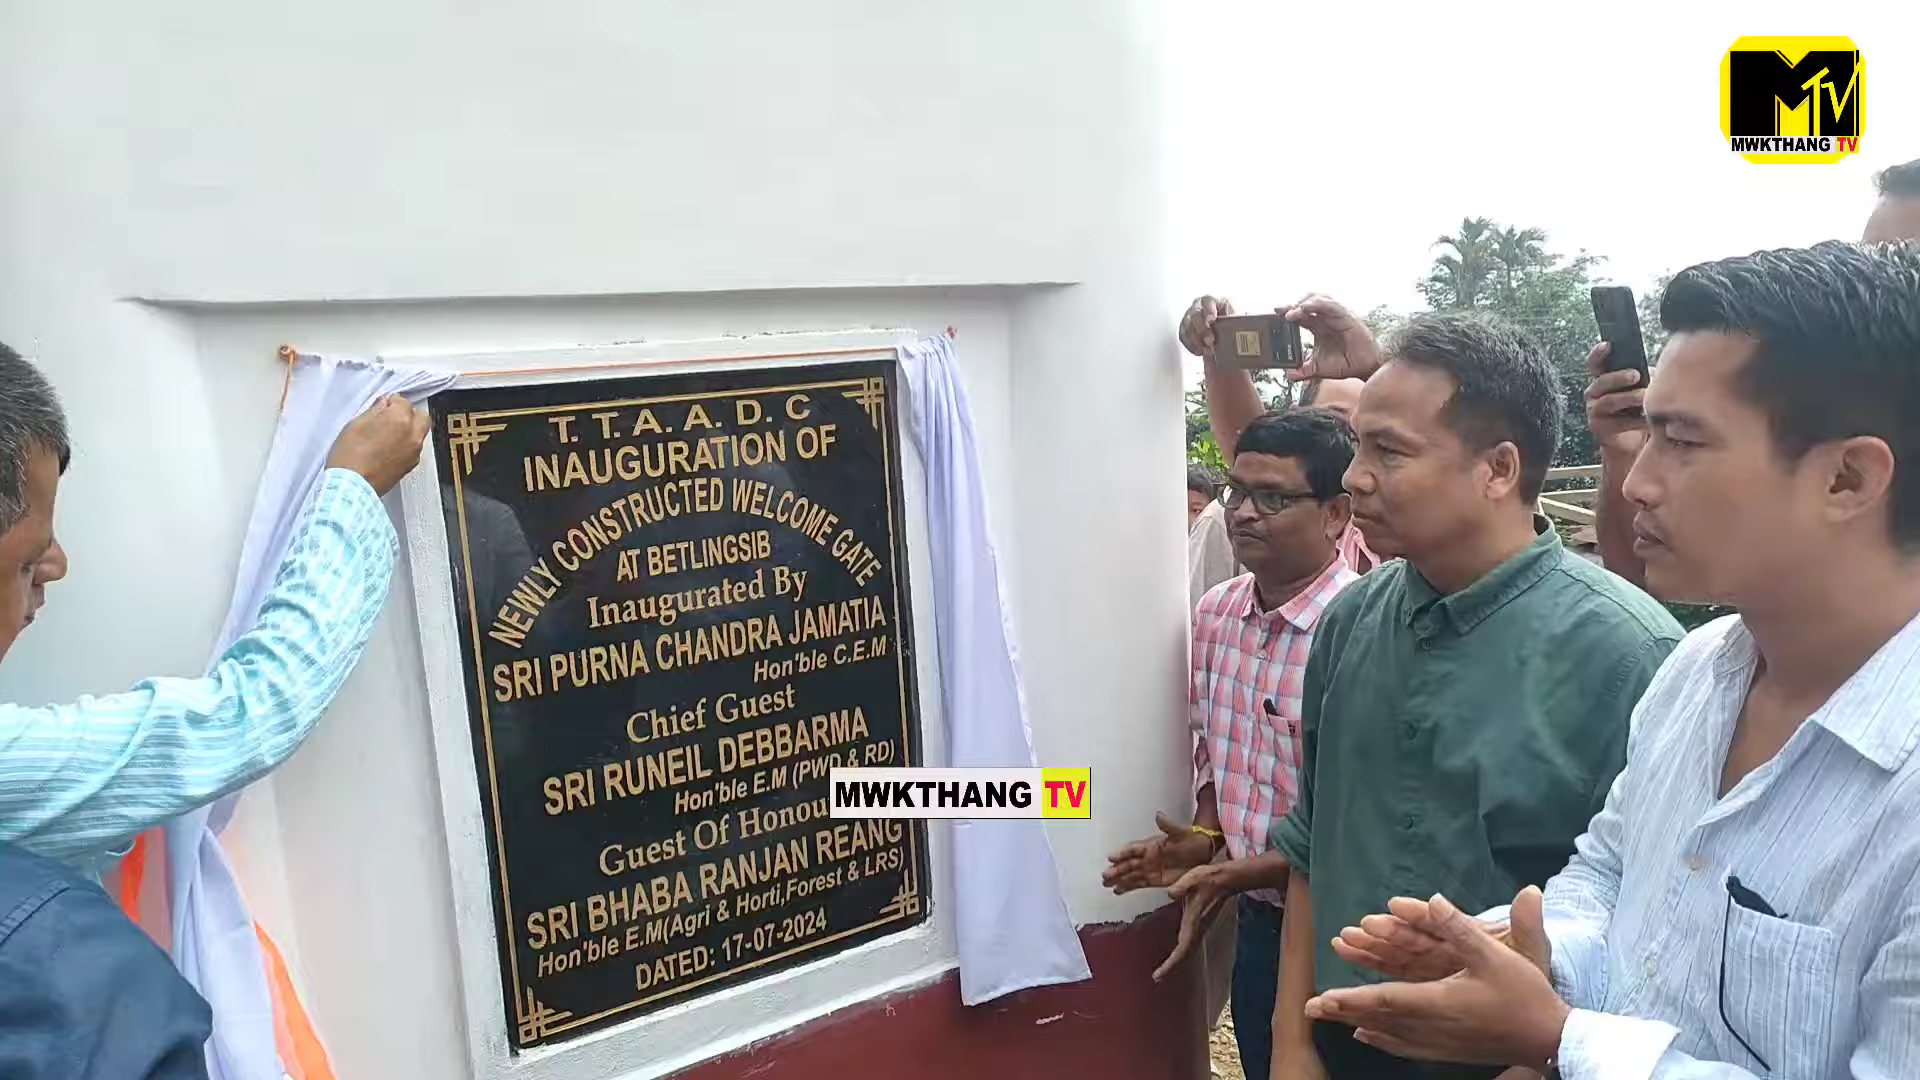 MTV
MWKTHANG TV
T. T. A. A. D. C
INAUGURATION OF
NEWLY CONSTRUCTED WELCOME GATE
AT BETLINGSIB
Inaugurated By
SRI PURNA CHANDRA JAMATIA
Hon'ble C.E.M
Chief Guest
SRI RUNEIL DEBBARMA
Hon'ble E.M (PWD & RD)
MWKTHANG TV
Guest Of Honou
SRI BHABA RANJAN REANG
Hon'ble E.M(Agri & Horti,Forest & LRS)
DATED: 17-07-2024